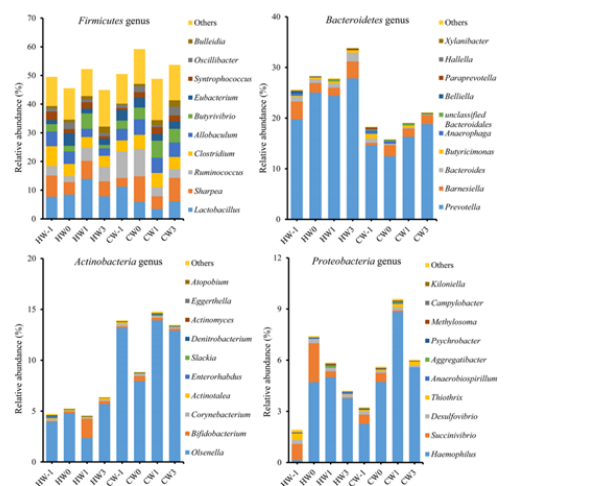 Firmicutes genus
Relative abundance (%)
70
60
50
40
30
20
10
0
HW-1
HW0
HW1
HW3
CW-1
CW0
CW1
CW3
Others
Bulleidia
Oscillibacter
Syntrophococcus
Eubacterium
Butyrivibrio
Allobaculum
Clostridium
Ruminococcus
Sharpea
Lactobacillus
Bacteroidetes genus
Relative abundance (%)
40
30
20
10
0
HW-1
HW0
HW1
HW3
CW-1
CW0
CW1
CW3
Others
Xylanibacter
Hallella
Paraprevotella
Belliella
unclassified
Bacteroidales
Anaerophaga
Butyricimonas
Bacteroides
Barnesiella
Prevotella
Actinobacteria genus
Relative abundance (%)
20
15
10
5
0
HW-1
HW0
HW1
HW3
CW-1
CW0
CW1
CW3
Others
Atopobium
Eggerthella
Actinomyces
Denitrobacterium
Slackia
Enterorhabdus
Actinotalea
Corynebacterium
Bifidobacterium
Olsenella
Proteobacteria genus
Relative abundance (%)
12
9
6
3
0
HW-1
HW0
HW1
HW3
CW-1
CW0
CW1
CW3
Others
Kiloniella
Campylobacter
Methylosoma
Psychrobacter
Aggregatibacter
Anaerobiospirillum
Thiothrix
Desulfovibrio
Succinivibrio
Haemophilus